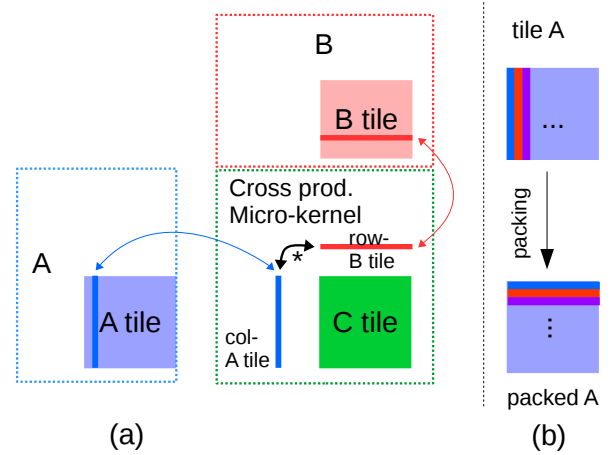 B
B tile
Cross prod.
Micro-kernel
*
row-
B tile
A
A tile
col-
A tile
C tile
(a)
tile A
...
packing
...
packed A
(b)